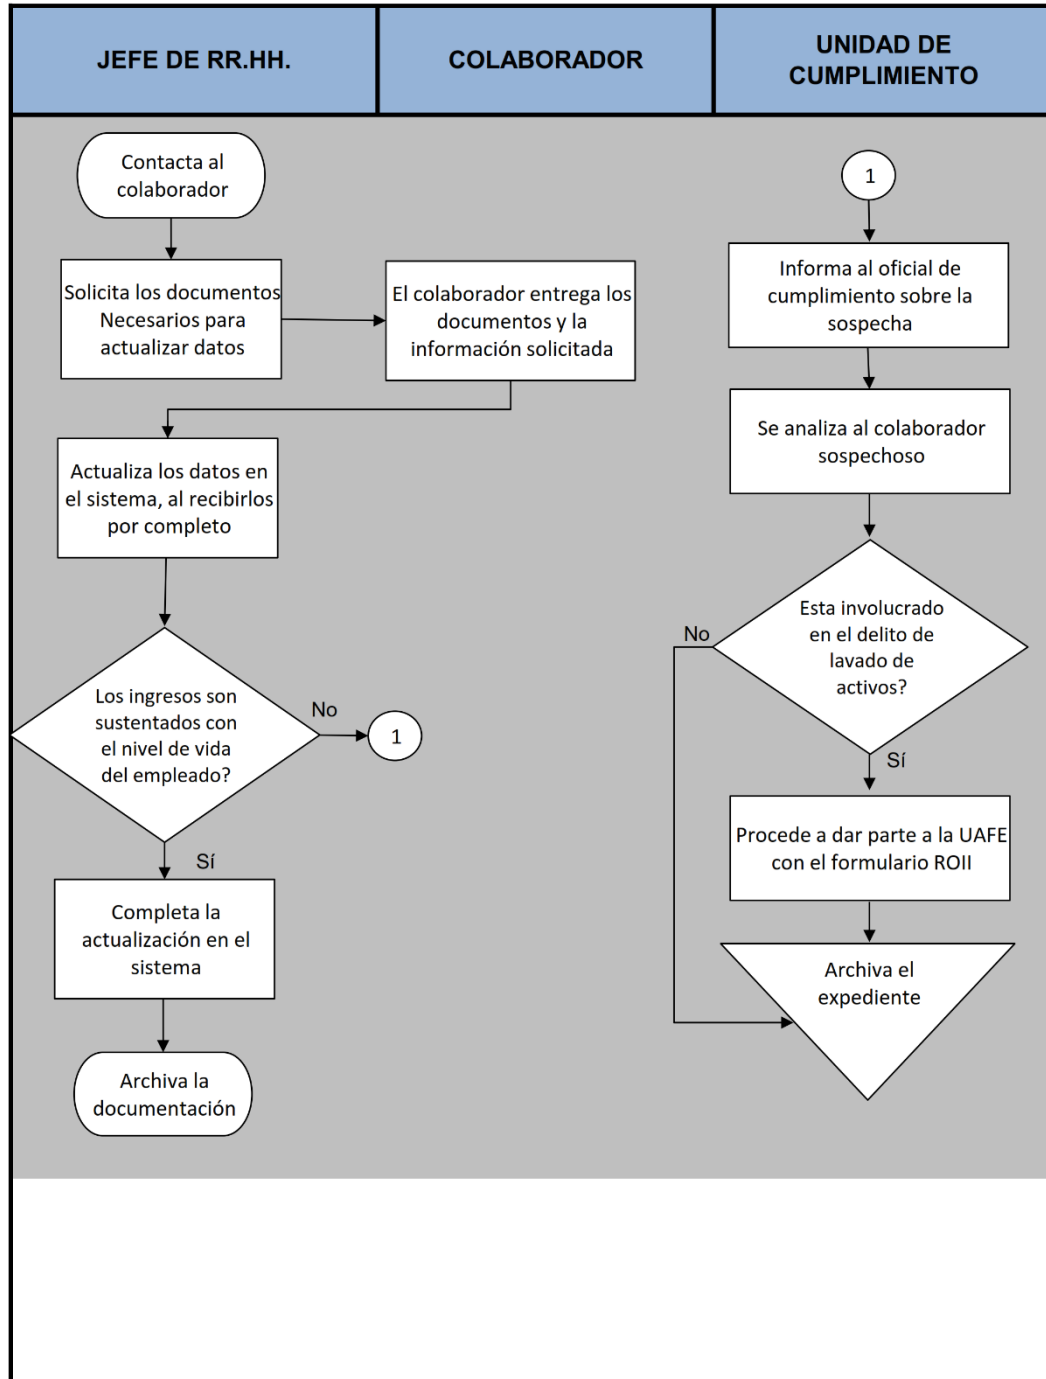 JEFE DE RR.HH.
COLABORADOR
UNIDAD DE
CUMPLIMIENTO
Contacta al
colaborador
Solicita los documentos
Necesarios para
actualizar datos
El colaborador entrega los
documentos y la
información solicitada
Actualiza los datos en
el sistema, al recibirlos
por completo
Los ingresos son
sustentados con
el nivel de vida
del empleado?
No
1
Sí
Completa la
actualización en el
sistema
Archiva la
documentación
1
Informa al oficial de
cumplimiento sobre la
sospecha
Se analiza al colaborador
sospechoso
Esta involucrado
en el delito de
lavado de
activos?
No
Sí
Procede a dar parte a la UAFE
con el formulario ROII
Archiva el
expediente